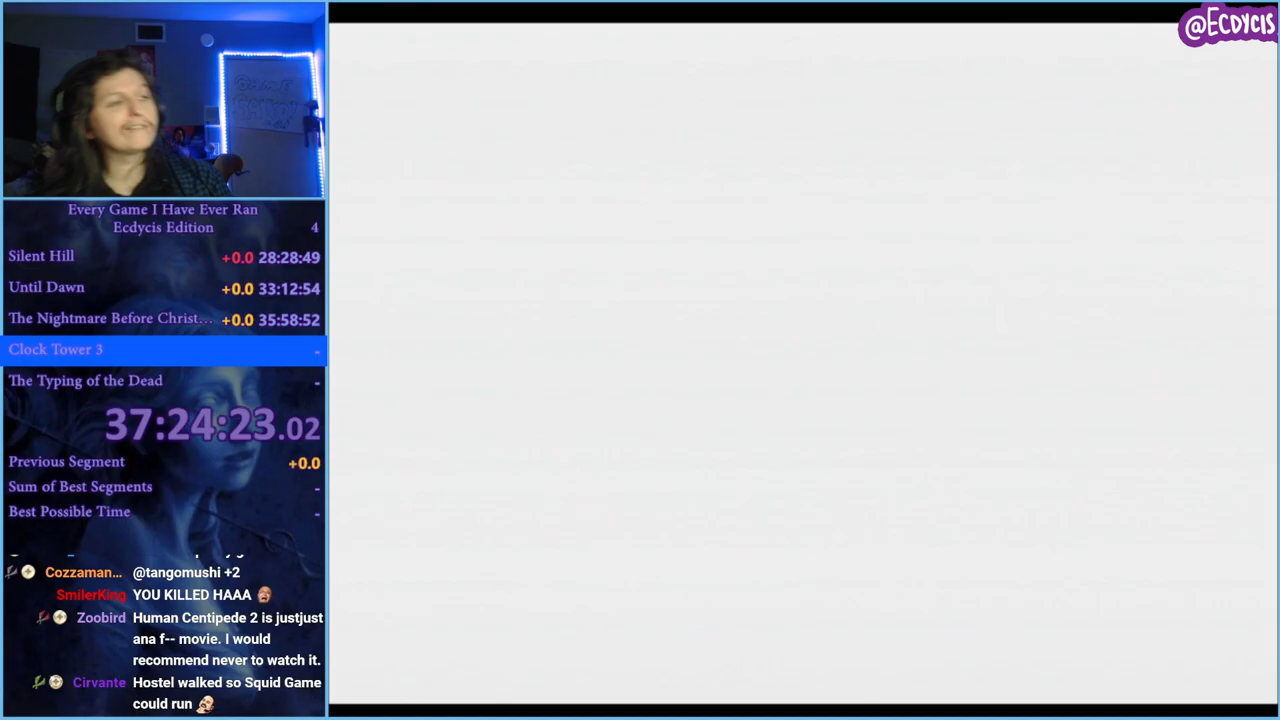 @ECDYCIS
Every Game I Have Ever Ran
Ecdycis Edition 4
Silent Hill +0.0 28:28:49
Until Dawn +0.0 33:12:54
The Nightmare Before Christ... +0.0 35:58:52
Clock Tower 3 -
The Typing of the Dead -
37:24:23.02
Previous Segment +0.0
Sum of Best Segments -
Best Possible Time -
Cozzaman... @tangomushi +2
SmilerKing YOU KILLED HAAA
Zoobird Human Centipede 2 is justjust
ana f-- movie. I would
recommend never to watch it.
Cirvante Hostel walked so Squid Game
could run